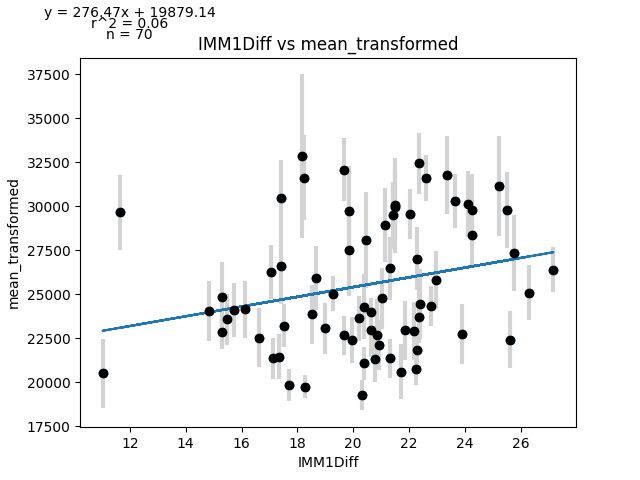 y = 276.47x + 19879.14
r^2 = 0.06
n = 70
IMM1Diff vs mean_transformed
37500
35000
32500
30000
27500
25000
22500
20000
17500
mean_transformed
12 14 16 18 20 22 24 26
IMM1Diff